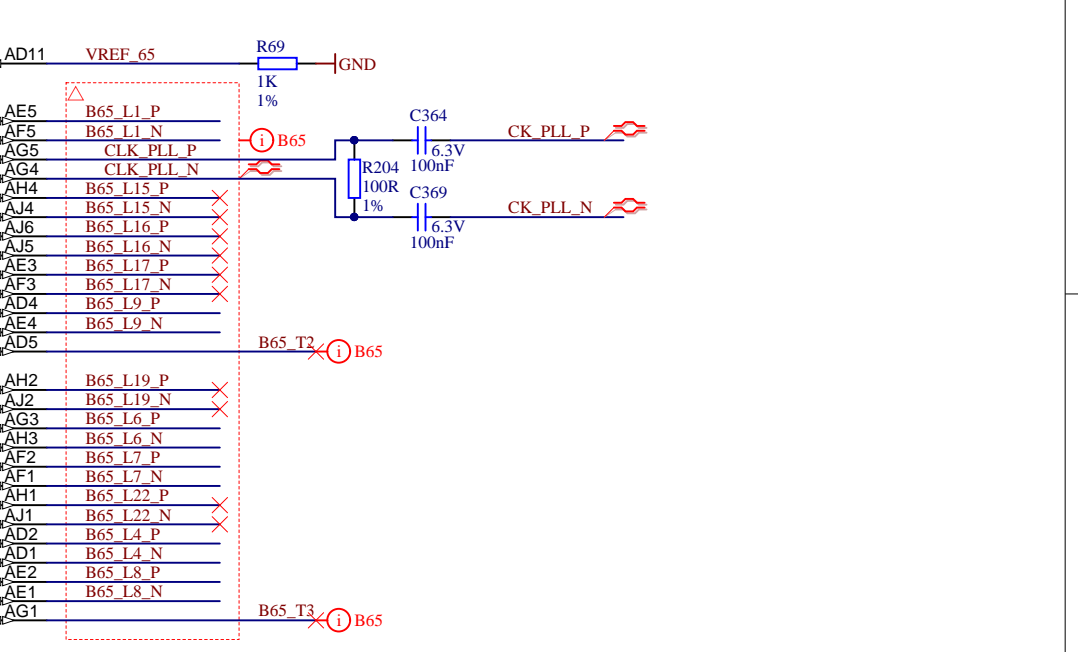 AD11 VREF_65 R69 GND
1K
1%
AE5 B65_L1_P C364
AF5 B65_L1_N i B65 CK_PLL_P
AG5 CLK_PLL_P 6.3V
100nF
AG4 CLK_PLL_N R204
100R
1%
AH4 B65_L15_P C369
AJ4 B65_L15_N CK_PLL_N
AJ6 B65_L16_P 6.3V
AJ5 B65_L16_N 100nF
AE3 B65_L17_P
AF3 B65_L17_N
AD4 B65_L9_P
AE4 B65_L9_N
AD5 B65_T2 i B65
AH2 B65_L19_P
AJ2 B65_L19_N
AG3 B65_L6_P
AH3 B65_L6_N
AF2 B65_L7_P
AF1 B65_L7_N
AH1 B65_L22_P
AJ1 B65_L22_N
AD2 B65_L4_P
AD1 B65_L4_N
AE2 B65_L8_P
AE1 B65_L8_N
AG1 B65_T3 i B65